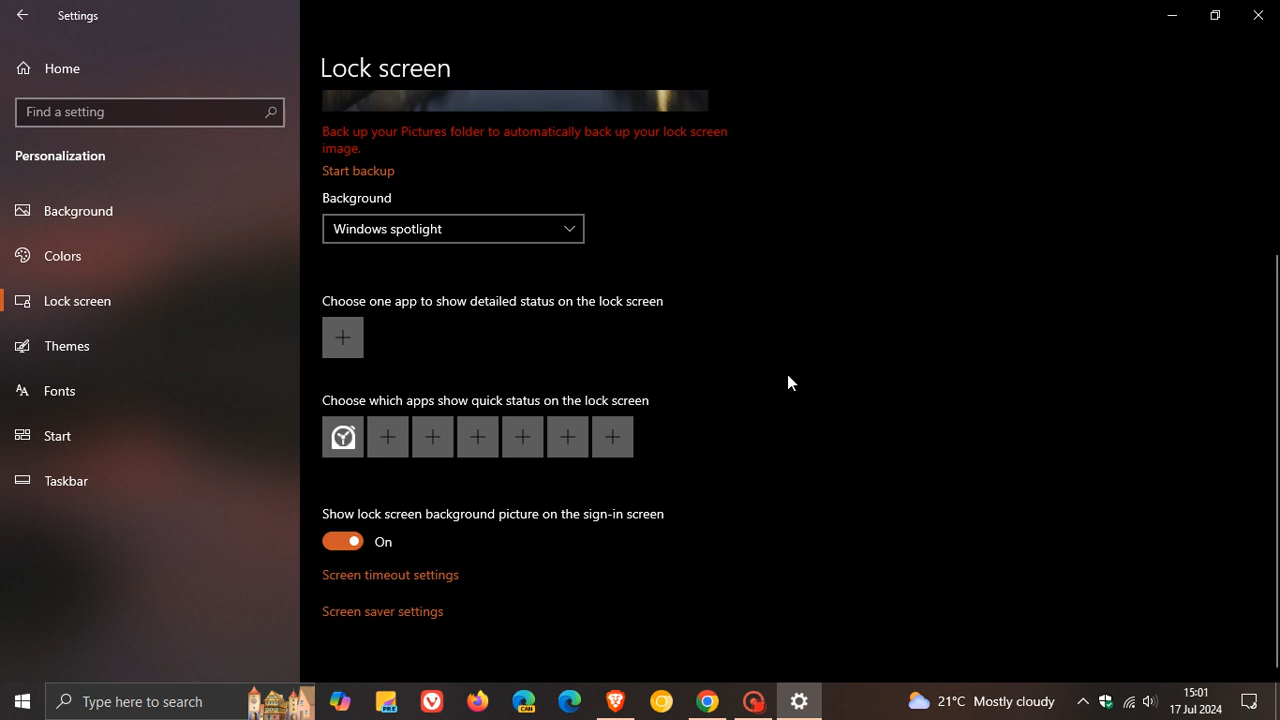 Settings
Home
Find a setting
Personalization
Background
Colors
Lock screen
Themes
Fonts
Start
Taskbar
Lock screen
Back up your Pictures folder to automatically back up your lock screen
image.
Start backup
Background
Windows spotlight
Choose one app to show detailed status on the lock screen
Choose which apps show quick status on the lock screen
Show lock screen background picture on the sign-in screen
On
Screen timeout settings
Screen saver settings
Type here to search
PRE
CAN
21°C Mostly cloudy
15:01
17 Jul 2024